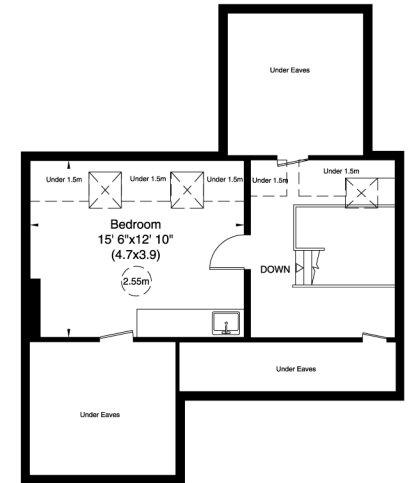 Under Eaves
Under 1.5m
Under 1.5m
Under 1.5m
Under 1.5m
Under 1.5m
Bedroom
15' 6"x12' 10"
(4.7x3.9)
2.55m
DOWN
Under Eaves
Under Eaves